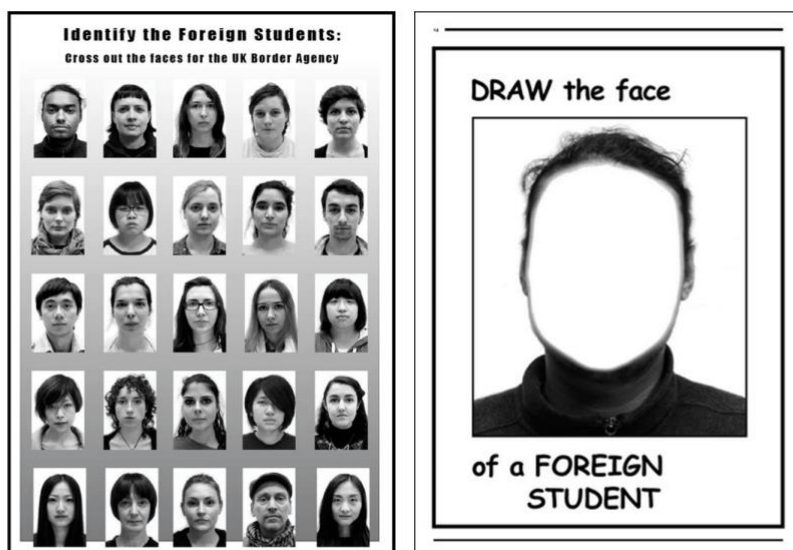 Identify the Foreign Students:
Cross out the faces for the UK Border Agency
DRAW the face
of a FOREIGN
STUDENT